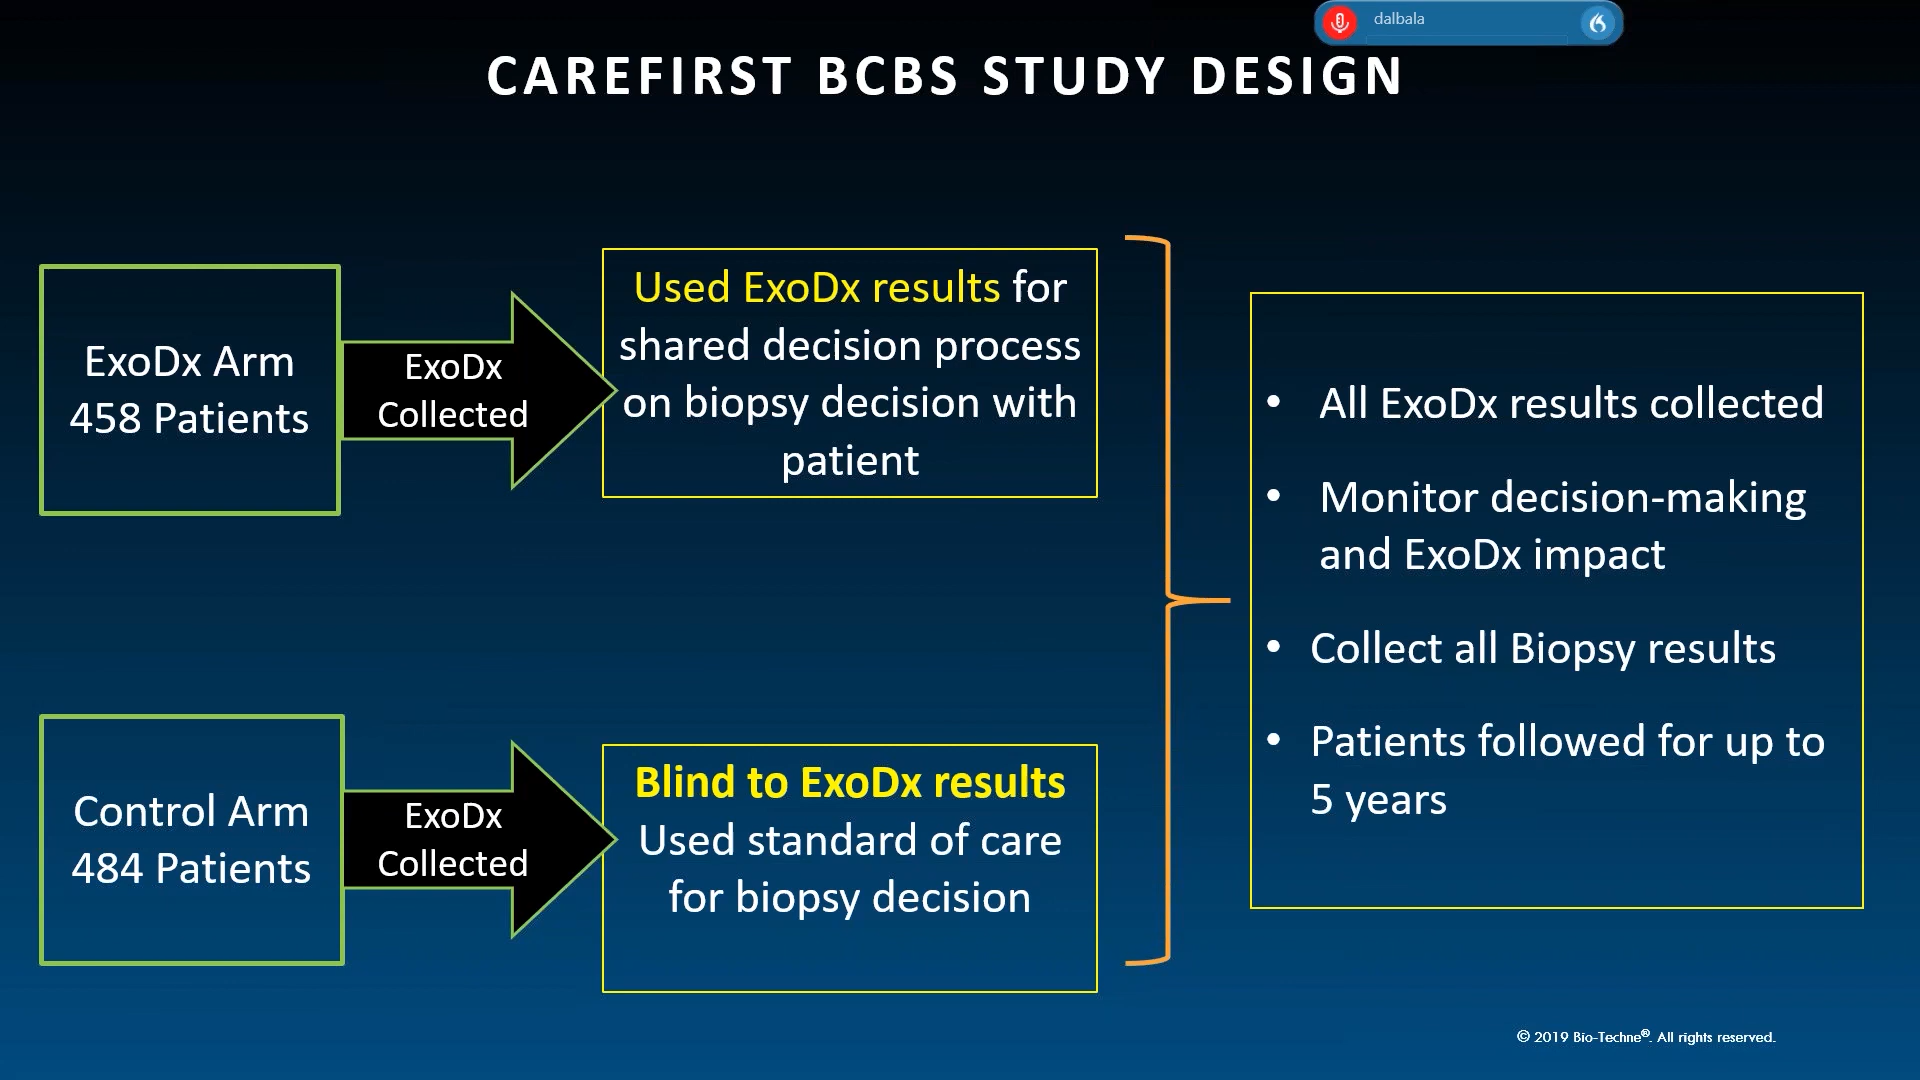 dalbala
CAREFIRST BCBS STUDY DESIGN
ExoDx Arm
458 Patients
ExoDx
Collected
Used ExoDx results for
shared decision process
on biopsy decision with
patient
Control Arm
484 Patients
ExoDx
Collected
Blind to ExoDx results
Used standard of care
for biopsy decision
• All ExoDx results collected
• Monitor decision-making
and ExoDx impact
• Collect all Biopsy results
• Patients followed for up to
5 years
© 2019 Bio-Techne®. All rights reserved.